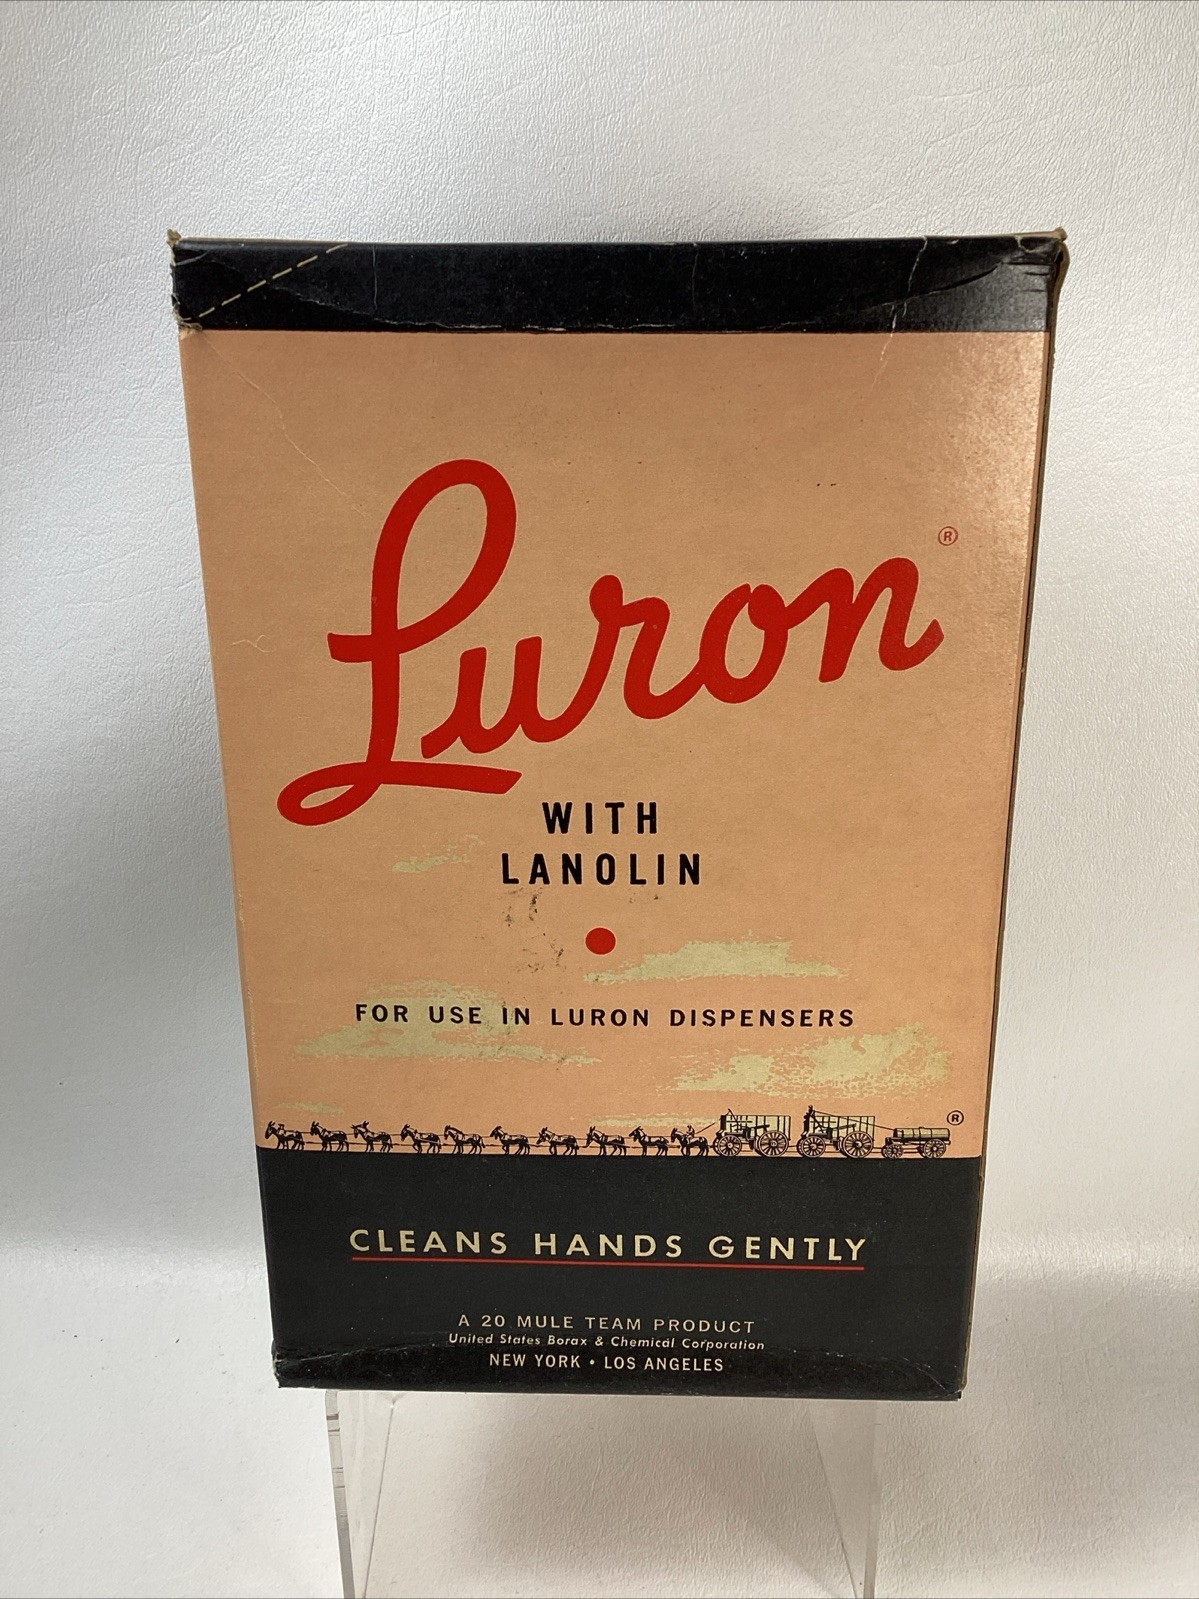 Luron ®
WITH
LANOLIN
FOR USE IN LURON DISPENSERS
®
CLEANS HANDS GENTLY
A 20 MULE TEAM PRODUCT
United States Borax & Chemical Corporation
NEW YORK • LOS ANGELES